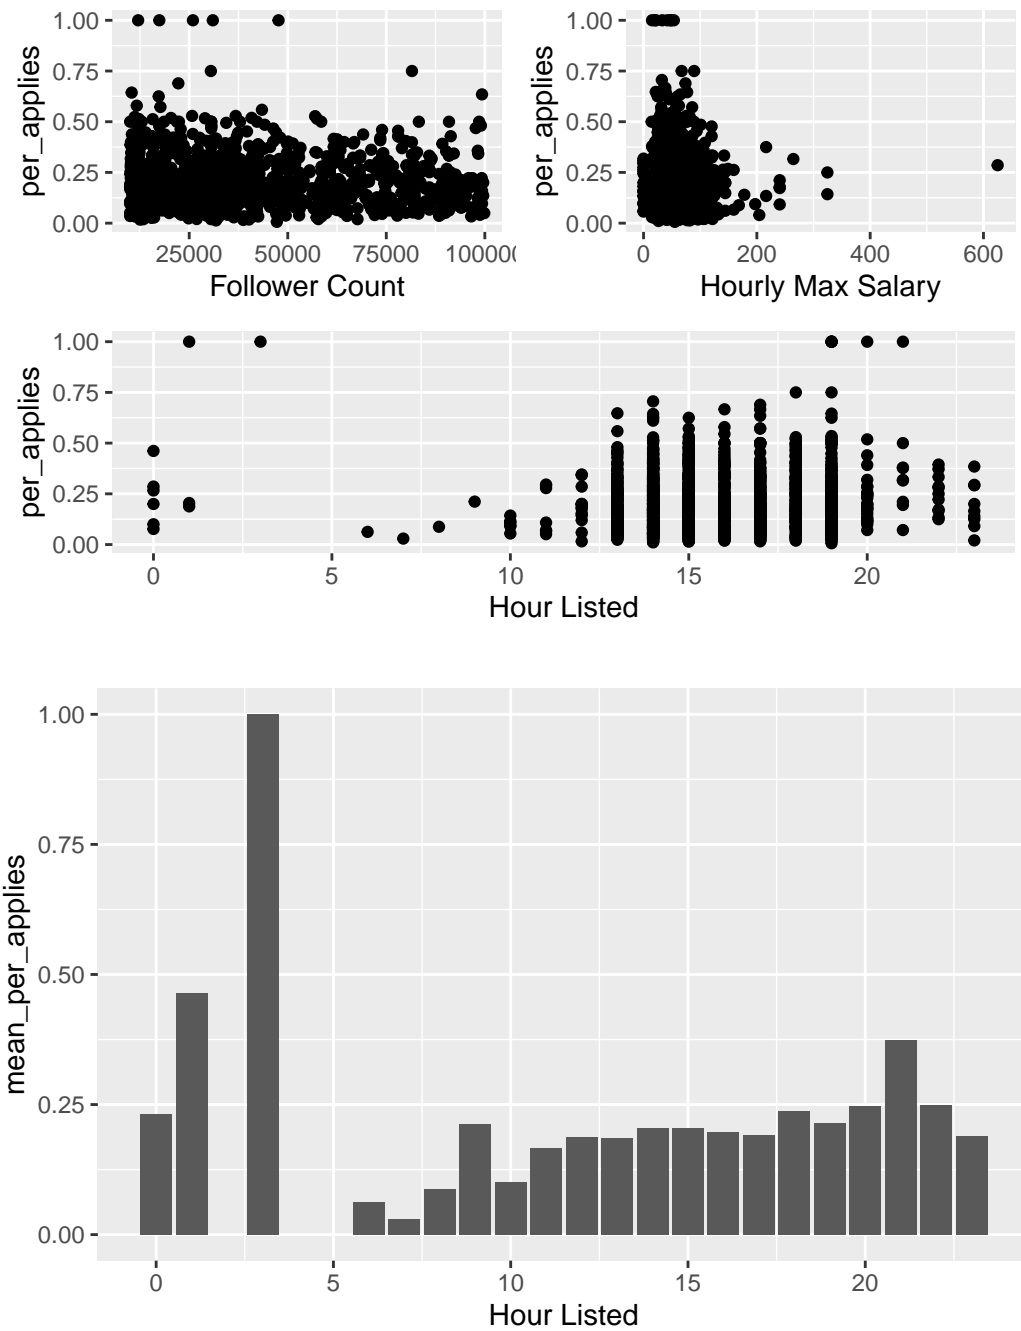 1.00
0.75
0.50
0.25
0.00
per_applies
25000 50000 75000 100000
Follower Count
1.00
0.75
0.50
0.25
0.00
per_applies
0 200 400 600
Hourly Max Salary
1.00
0.75
0.50
0.25
0.00
per_applies
0 5 10 15 20
Hour Listed
1.00
0.75
0.50
0.25
0.00
mean_per_applies
0 5 10 15 20
Hour Listed